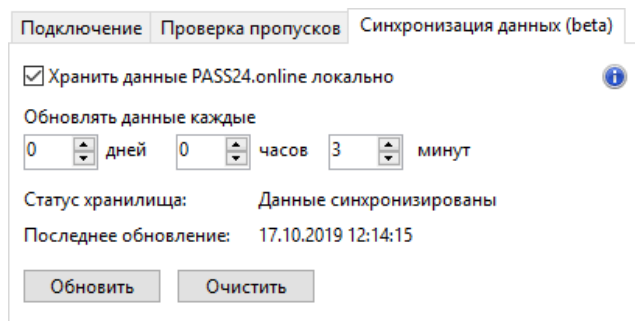 Подключение Проверка пропусков Синхронизация данных (beta)
Хранить данные PASS24.online локально
Обновлять данные каждые
0 дней 0 часов 3 минут
Статус хранилища: Данные синхронизированы
Последнее обновление: 17.10.2019 12:14:15
Обновить Очистить